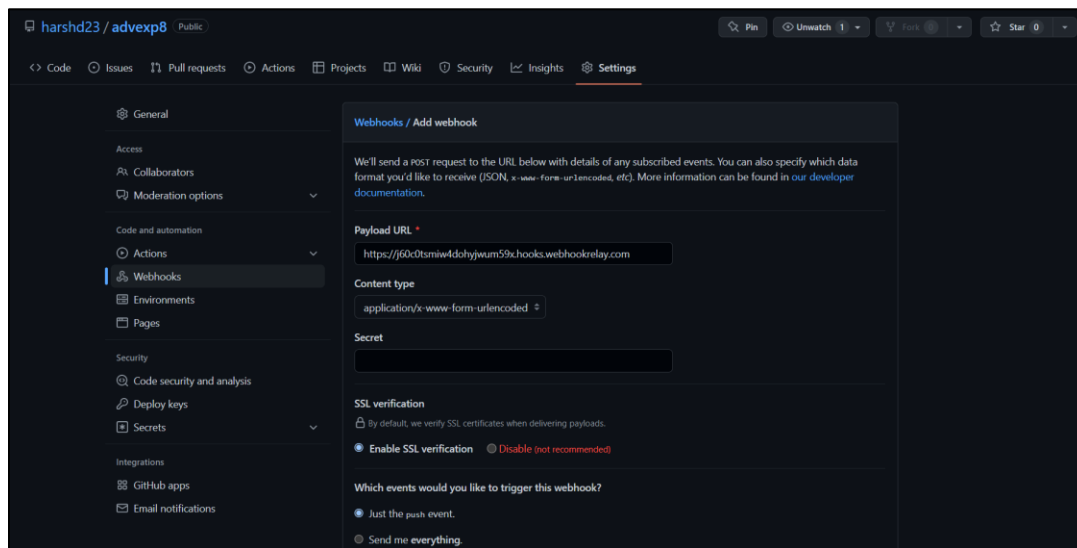 harshd23 / advexp8 Public
Pin
Unwatch 1
Fork 0
Star 0
Code
Issues
Pull requests
Actions
Projects
Wiki
Security
Insights
Settings
General
Access
Collaborators
Moderation options
Code and automation
Actions
Webhooks
Environments
Pages
Security
Code security and analysis
Deploy keys
Secrets
Integrations
GitHub apps
Email notifications
Webhooks / Add webhook
We'll send a POST request to the URL below with details of any subscribed events. You can also specify which data
format you'd like to receive (JSON, x-www-form-urlencoded, etc). More information can be found in our developer
documentation.
Payload URL *
https://j60c0tsmiw4dohyjwum59x.hooks.webhookrelay.com
Content type
application/x-www-form-urlencoded
Secret
SSL verification
By default, we verify SSL certificates when delivering payloads.
Enable SSL verification
Disable (not recommended)
Which events would you like to trigger this webhook?
Just the push event.
Send me everything.